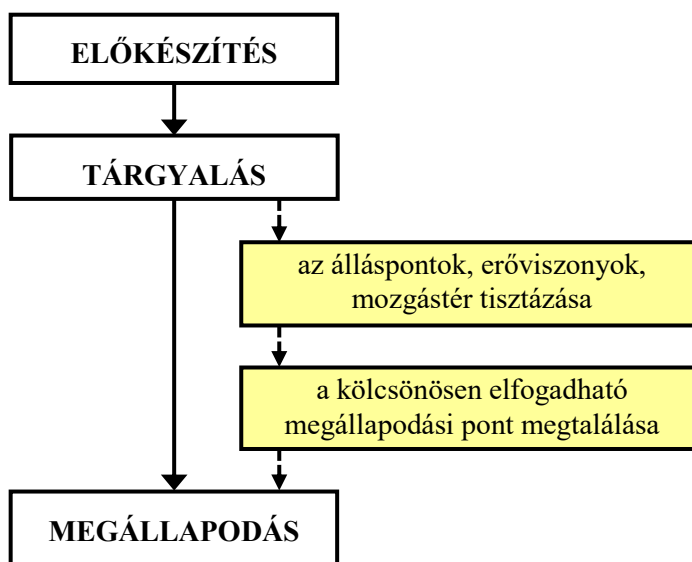 ELŐKÉSZÍTÉS
TÁRGYALÁS
az álláspontok, erőviszonyok,
mozgástér tisztázása
a kölcsönösen elfogadható
megállapodási pont megtalálása
MEGÁLLAPODÁS